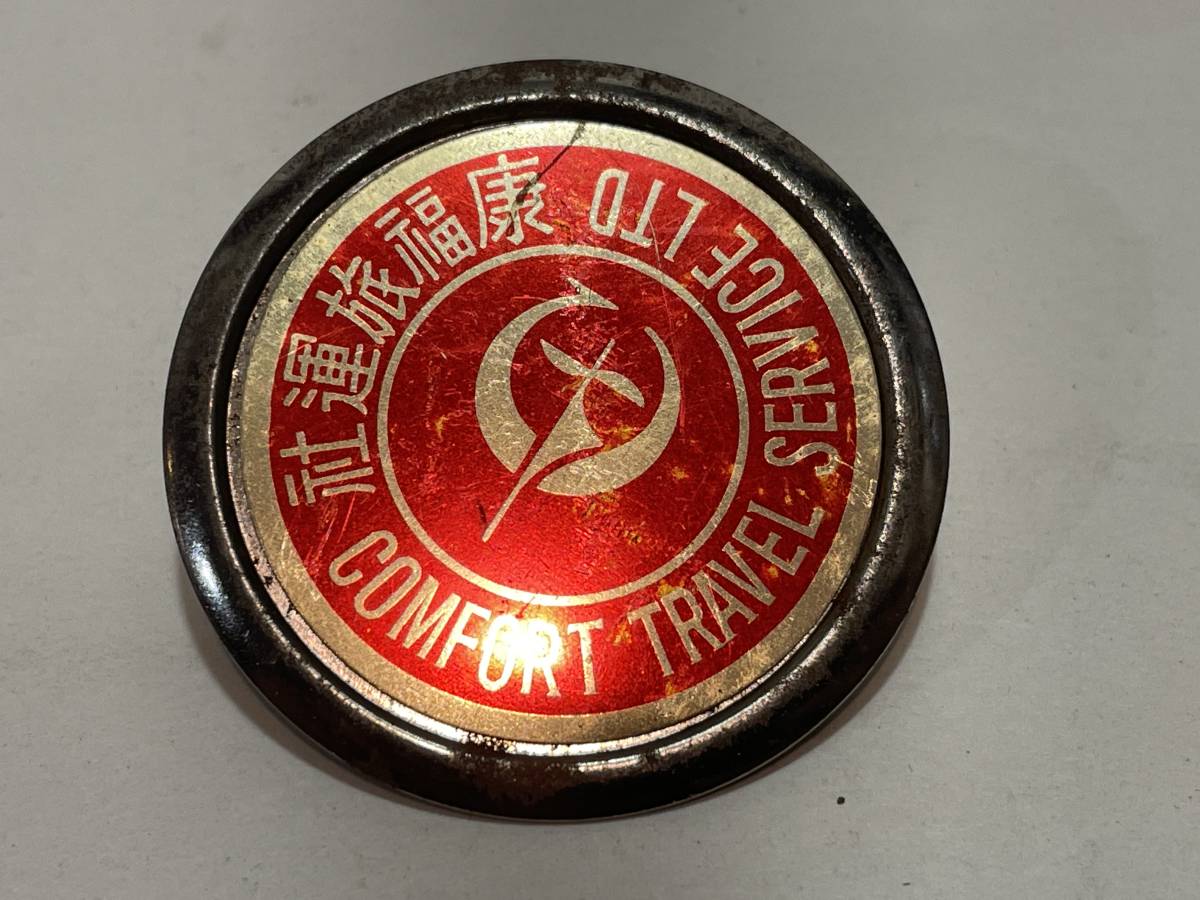 康福旅運社
COMFORT TRAVEL SERVICE LTD